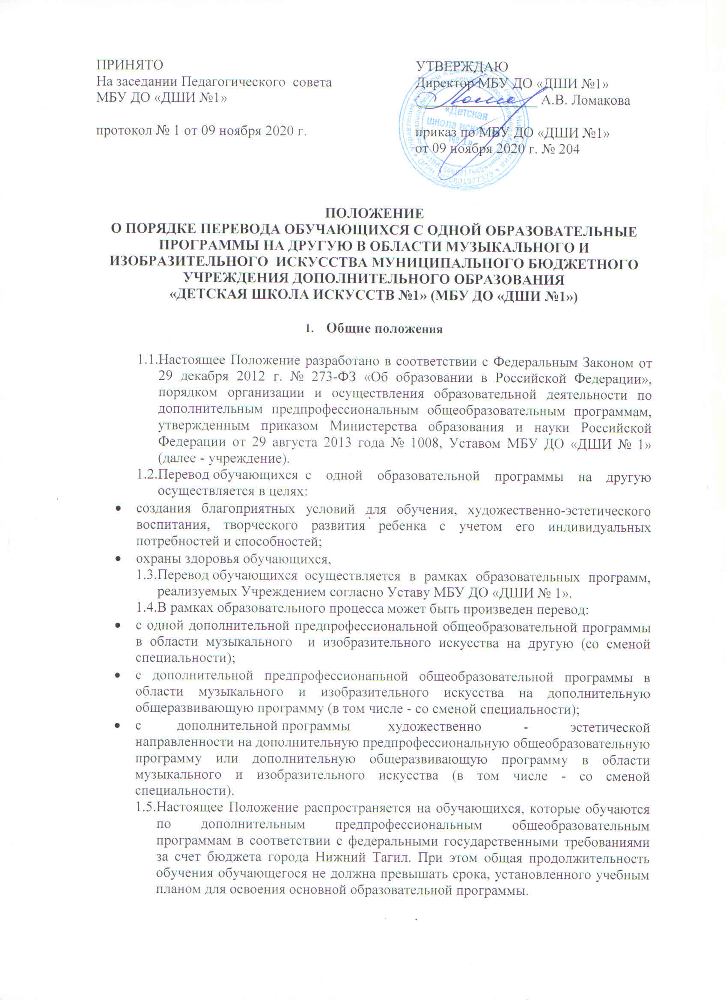 ПРИНЯТО
На заседании Педагогического  совета
МБУ ДО «ДШИ №1»
протокол № 1 от 09 ноября 2020 г.
УТВЕРЖДАЮ
Директор МБУ ДО «ДШИ №1»
А.В. Ломакова
приказ по МБУ ДО «ДШИ №1»
от 09 ноября 2020 г. № 204
«Детская
школа искусств
№ 1»
ПОЛОЖЕНИЕ
О ПОРЯДКЕ ПЕРЕВОДА ОБУЧАЮЩИХСЯ С ОДНОЙ ОБРАЗОВАТЕЛЬНЫЕ
ПРОГРАММЫ НА ДРУГУЮ В ОБЛАСТИ МУЗЫКАЛЬНОГО И
ИЗОБРАЗИТЕЛЬНОГО  ИСКУССТВА МУНИЦИПАЛЬНОГО БЮДЖЕТНОГО
УЧРЕЖДЕНИЯ ДОПОЛНИТЕЛЬНОГО ОБРАЗОВАНИЯ
«ДЕТСКАЯ ШКОЛА ИСКУССТВ №1» (МБУ ДО «ДШИ №1»)
1. Общие положения
1.1.Настоящее Положение разработано в соответствии с Федеральным Законом от
29 декабря 2012 г. № 273-ФЗ «Об образовании в Российской Федерации»,
порядком организации и осуществления образовательной деятельности по
дополнительным предпрофессиональным общеобразовательным программам,
утвержденным приказом Министерства образования и науки Российской
Федерации от 29 августа 2013 года № 1008, Уставом МБУ ДО «ДШИ № 1»
(далее - учреждение).
1.2.Перевод обучающихся с одной образовательной программы на другую
осуществляется в целях:
• создания благоприятных условий для обучения, художественно-эстетического
воспитания, творческого развития ребенка с учетом его индивидуальных
потребностей и способностей;
• охраны здоровья обучающихся,
1.3.Перевод обучающихся осуществляется в рамках образовательных программ,
реализуемых Учреждением согласно Уставу МБУ ДО «ДШИ № 1».
1.4.В рамках образовательного процесса может быть произведен перевод:
• с одной дополнительной предпрофессиональной общеобразовательной программы
в области музыкального  и изобразительного искусства на другую (со сменой
специальности);
• с дополнительной предпрофессионапьной общеобразовательной программы в
области музыкального и изобразительного искусства на дополнительную
общеразвивающую программу (в том числе - со сменой специальности);
• с дополнительной программы художественно - эстетической
направленности на дополнительную предпрофессиональную общеобразовательную
программу или дополнительную общеразвивающую программу в области
музыкального и изобразительного искусства (в том числе - со сменой
специальности).
1.5.Настоящее Положение распространяется на обучающихся, которые обучаются
по дополнительным предпрофессиональным общеобразовательным
программам в соответствии с федеральными государственными требованиями
за счет бюджета города Нижний Тагил. При этом общая продолжительность
обучения обучающегося не должна превышать срока, установленного учебным
планом для освоения основной образовательной программы.